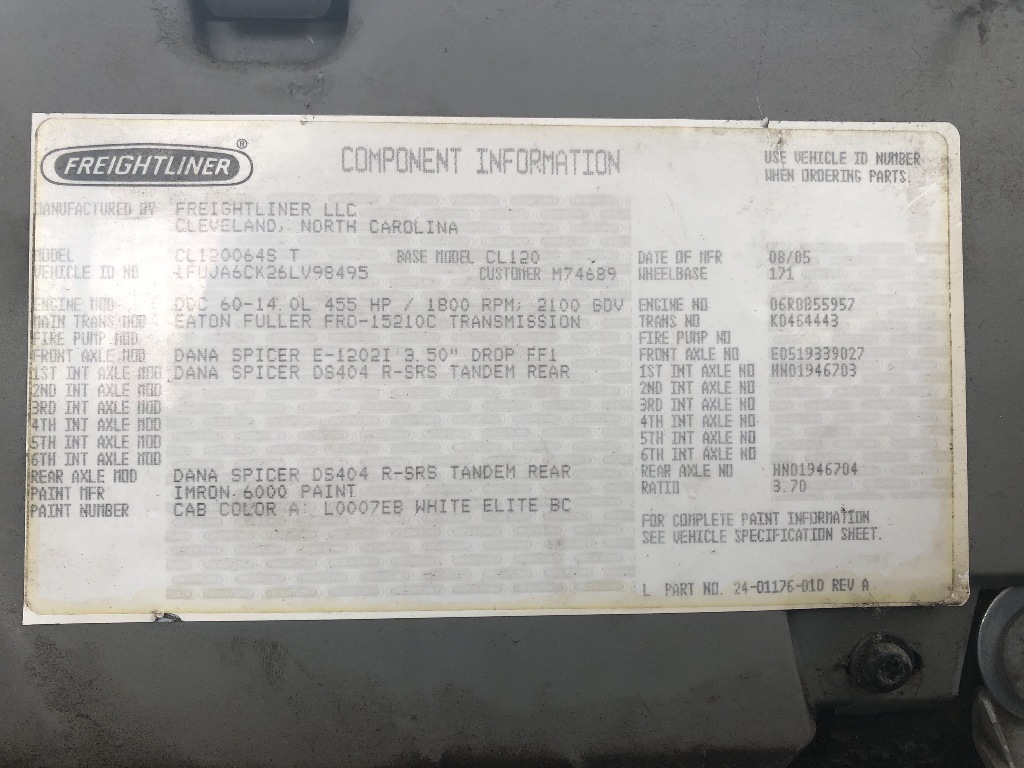 FREIGHTLINER ®
COMPONENT INFORMATION
USE VEHICLE ID NUMBER
WHEN ORDERING PARTS.
MANUFACTURED BY FREIGHTLINER LLC
CLEVELAND, NORTH CAROLINA
MODEL CL120064S T BASE MODEL CL120 DATE OF MFR 08/05
VEHICLE ID NO 1FUJA6CK26LV98495 CUSTOMER M74689 WHEELBASE 171
ENGINE MOD DDC 60-14.0L 455 HP / 1800 RPM; 2100 GOV ENGINE NO 06R0855957
MAIN TRANS MOD EATON FULLER FRO-15210C TRANSMISSION TRANS NO K0464443
FIRE PUMP MOD FIRE PUMP NO
FRONT AXLE MOD DANA SPICER E-1202I 3.50" DROP FF1 FRONT AXLE NO E0519339027
1ST INT AXLE MOD DANA SPICER DS404 R-SRS TANDEM REAR 1ST INT AXLE NO HN01946703
2ND INT AXLE MOD 2ND INT AXLE NO
3RD INT AXLE MOD 3RD INT AXLE NO
4TH INT AXLE MOD 4TH INT AXLE NO
5TH INT AXLE MOD 5TH INT AXLE NO
6TH INT AXLE MOD 6TH INT AXLE NO
REAR AXLE MOD DANA SPICER DS404 R-SRS TANDEM REAR REAR AXLE NO HN01946704
PAINT MFR IMRON 6000 PAINT RATIO 3.70
PAINT NUMBER CAB COLOR A: L0007EB WHITE ELITE BC
FOR COMPLETE PAINT INFORMATION
SEE VEHICLE SPECIFICATION SHEET.
L PART NO. 24-01176-010 REV A